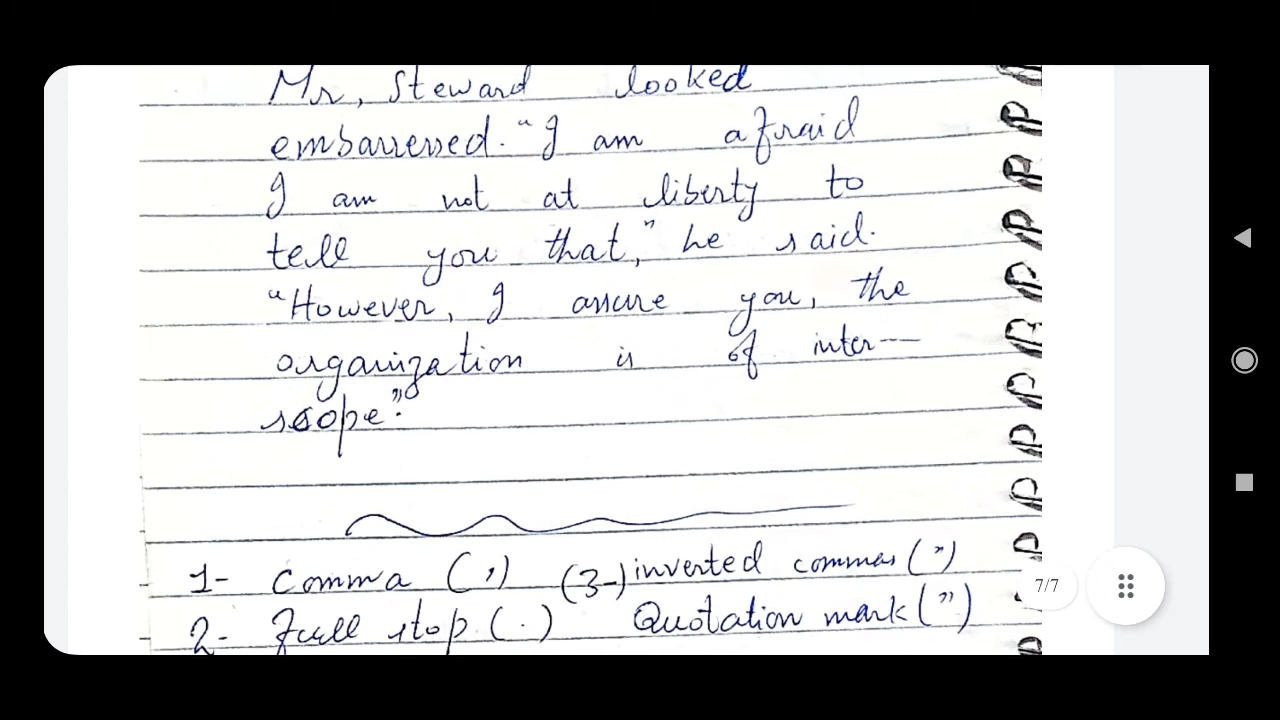 Mr, Steward looked
embarressed. "I am afraid
I am not at liberty to
tell you that," he said.
"However, I assure you, the
organization is of inter---
scope".
1- Comma (,) (3-) inverted commas (")
2- Full stop (.) Quotation mark (")
7/7